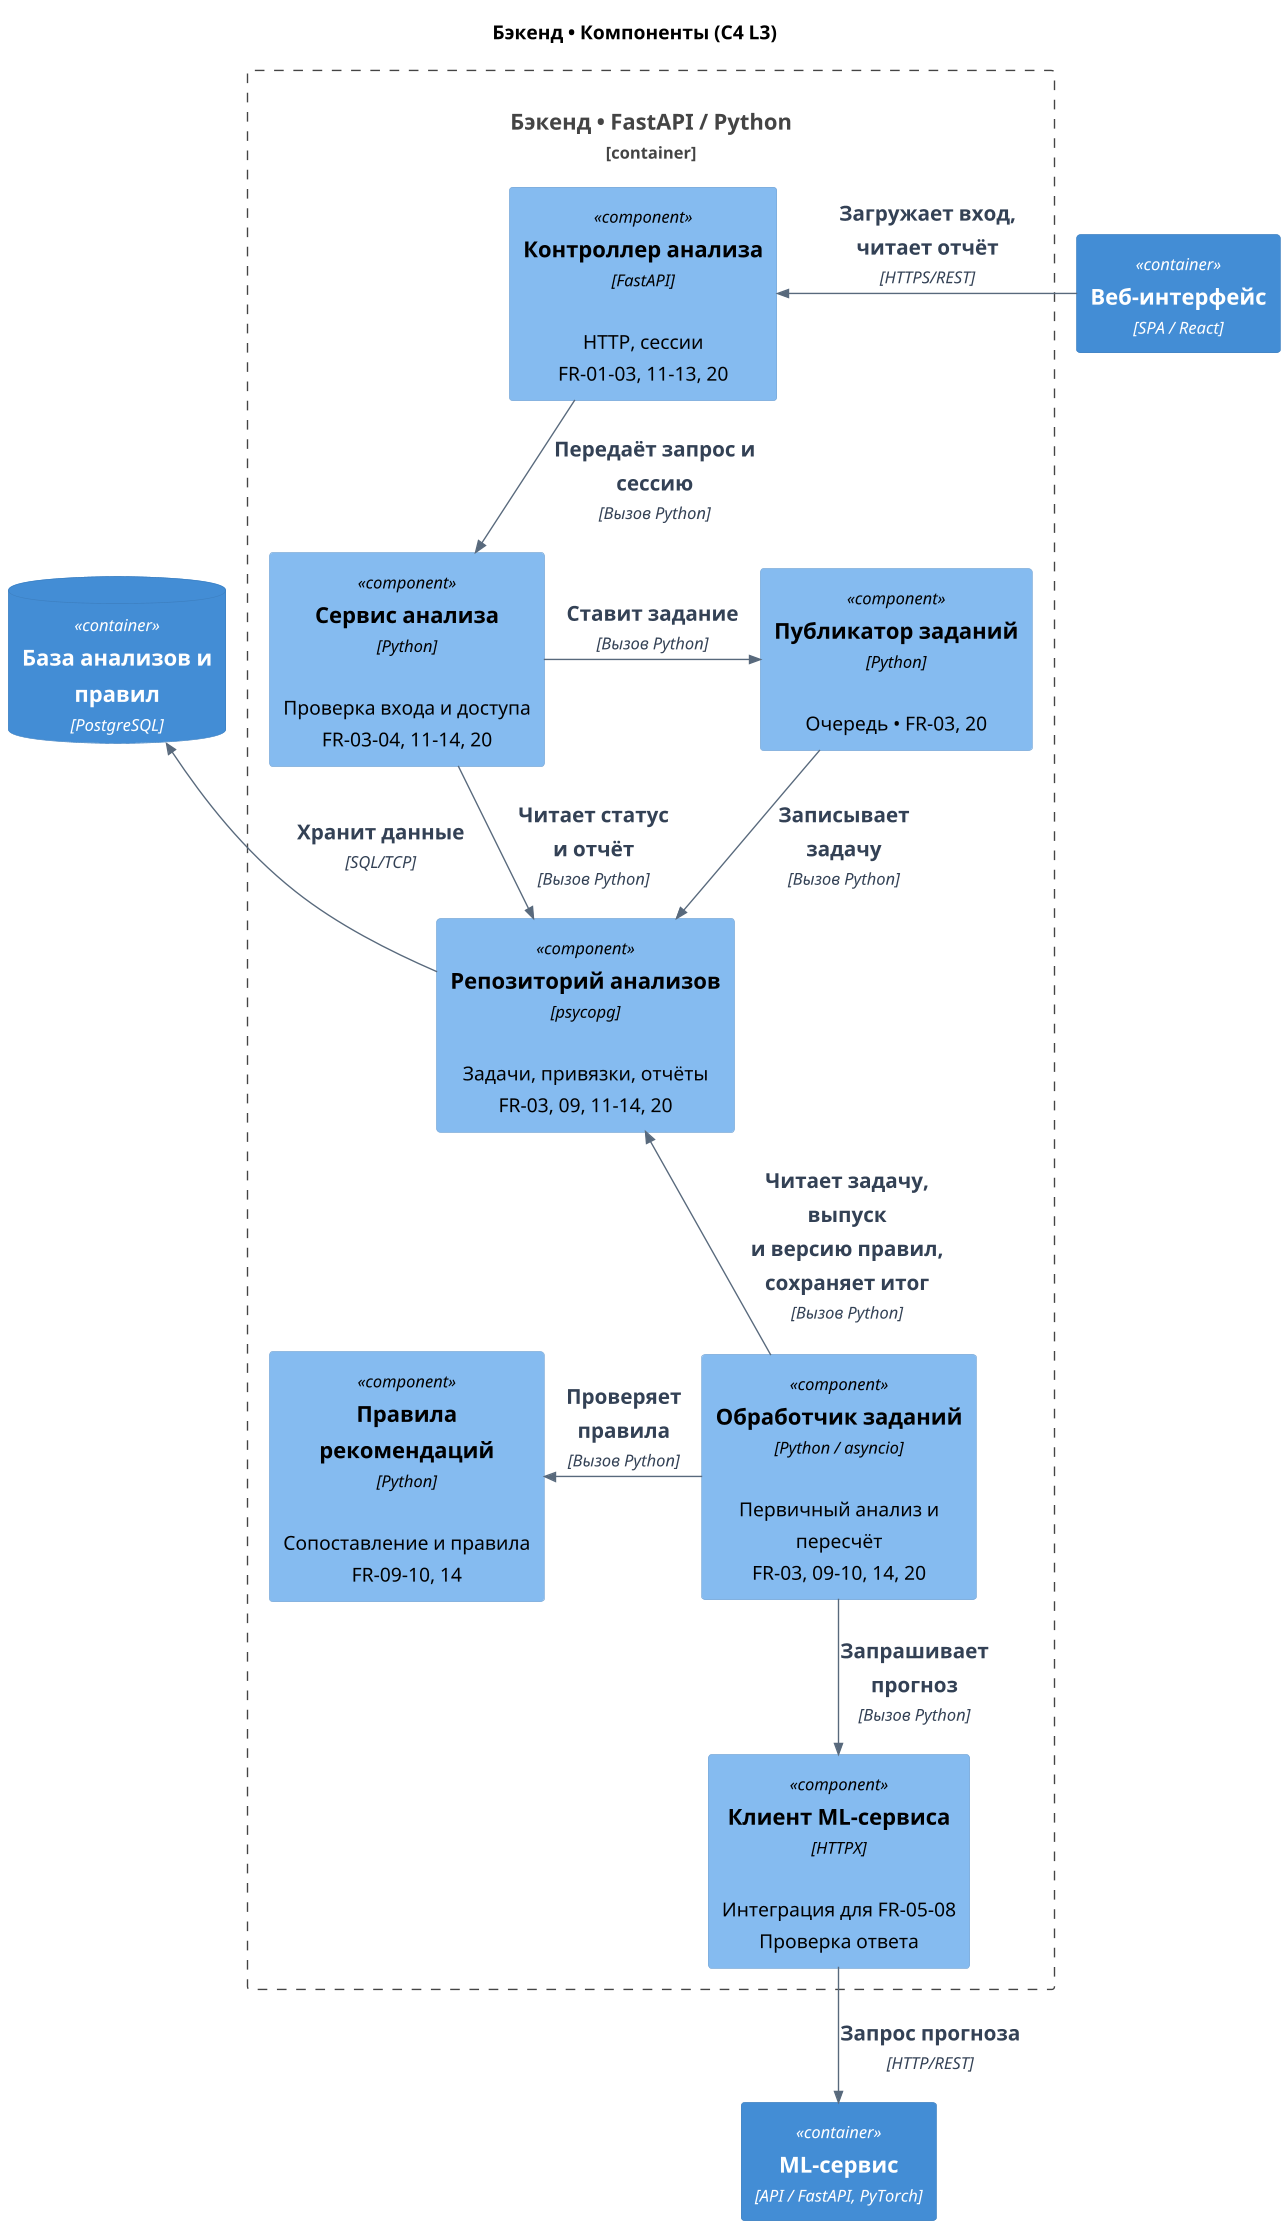 Бэкенд • Компоненты (C4 L3)
Бэкенд • FastAPI / Python
[container]
«component»
Контроллер анализа
[FastAPI]
HTTP, сессии
FR-01-03, 11-13, 20
Загружает вход,
читает отчёт
[HTTPS/REST]
«container»
Веб-интерфейс
[SPA / React]
Передаёт запрос и
сессию
[Вызов Python]
«component»
Сервис анализа
[Python]
Проверка входа и доступа
FR-03-04, 11-14, 20
Ставит задание
[Вызов Python]
«component»
Публикатор заданий
[Python]
Очередь • FR-03, 20
«container»
База анализов и
правил
[PostgreSQL]
Хранит данные
[SQL/TCP]
Читает статус
и отчёт
[Вызов Python]
Записывает
задачу
[Вызов Python]
«component»
Репозиторий анализов
[psycopg]
Задачи, привязки, отчёты
FR-03, 09, 11-14, 20
Читает задачу,
выпуск
и версию правил,
сохраняет итог
[Вызов Python]
«component»
Правила
рекомендаций
[Python]
Сопоставление и правила
FR-09-10, 14
Проверяет
правила
[Вызов Python]
«component»
Обработчик заданий
[Python / asyncio]
Первичный анализ и
пересчёт
FR-03, 09-10, 14, 20
Запрашивает
прогноз
[Вызов Python]
«component»
Клиент ML-сервиса
[HTTPX]
Интеграция для FR-05-08
Проверка ответа
Запрос прогноза
[HTTP/REST]
«container»
ML-сервис
[API / FastAPI, PyTorch]